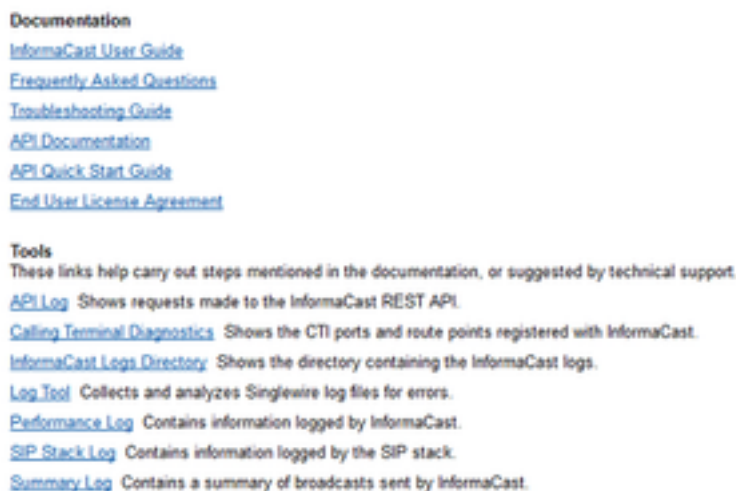 Documentation
InformaCast User Guide
Frequently Asked Questions
Troubleshooting Guide
API Documentation
API Quick Start Guide
End User License Agreement
Tools
These links help carry out steps mentioned in the documentation, or suggested by technical support
API Log Shows requests made to the InformaCast REST API.
Calling Terminal Diagnostics Shows the CTI ports and route points registered with InformaCast.
InformaCast Logs Directory Shows the directory containing the InformaCast logs.
Log Tool Collects and analyzes Singlewire log files for errors.
Performance Log Contains information logged by InformaCast.
SIP Stack Log Contains information logged by the SIP stack.
Summary Log Contains a summary of broadcasts sent by InformaCast.